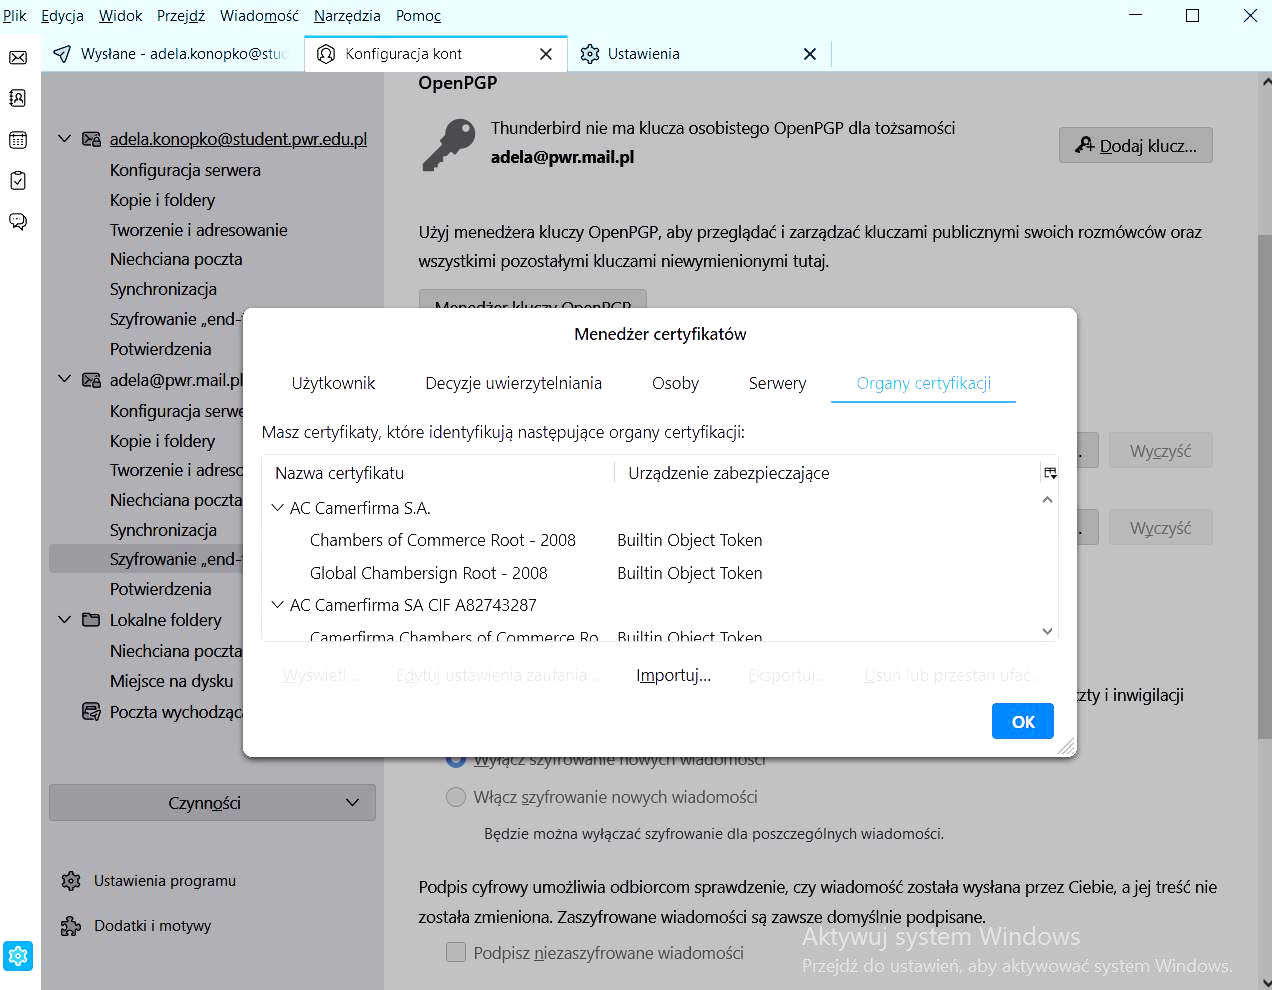 Plik Edycja Widok Przejdź Wiadomość Narzędzia Pomoc
Wysłane - adela.konopko@stud
Konfiguracja kont
Ustawienia
adela.konopko@student.pwr.edu.pl
Konfiguracja serwera
Kopie i foldery
Tworzenie i adresowanie
Niechciana poczta
Synchronizacja
Szyfrowanie „end-
Potwierdzenia
adela@pwr.mail.pl
Konfiguracja serwe
Kopie i foldery
Tworzenie i adreso
Niechciana poczta
Synchronizacja
Szyfrowanie „end-
Potwierdzenia
Lokalne foldery
Niechciana poczta
Miejsce na dysku
Poczta wychodząca
Czynności
Ustawienia programu
Dodatki i motywy
OpenPGP
Thunderbird nie ma klucza osobistego OpenPGP dla tożsamości
adela@pwr.mail.pl
Dodaj klucz...
Użyj menedżera kluczy OpenPGP, aby przeglądać i zarządzać kluczami publicznymi swoich rozmówców oraz
wszystkimi pozostałymi kluczami niewymienionymi tutaj.
Menedżer kluczy OpenPGP
Menedżer certyfikatów
Użytkownik Decyzje uwierzytelniania Osoby Serwery Organy certyfikacji
Masz certyfikaty, które identyfikują następujące organy certyfikacji:
Nazwa certyfikatu Urządzenie zabezpieczające
AC Camerfirma S.A.
Chambers of Commerce Root - 2008 Builtin Object Token
Global Chambersign Root - 2008 Builtin Object Token
AC Camerfirma SA CIF A82743287
Camerfirma Chambers of Commerce Ro Builtin Object Token
Wyświetl... Edytuj ustawienia zaufania... Importuj... Eksportuj... Usuń lub przestań ufać...
OK
. Wyczyść
. Wyczyść
zty i inwigilacji
Wyłącz szyfrowanie nowych wiadomości
Włącz szyfrowanie nowych wiadomości
Będzie można wyłączać szyfrowanie dla poszczególnych wiadomości.
Podpis cyfrowy umożliwia odbiorcom sprawdzenie, czy wiadomość została wysłana przez Ciebie, a jej treść nie
została zmieniona. Zaszyfrowane wiadomości są zawsze domyślnie podpisane.
Podpisz niezaszyfrowane wiadomości
Aktywuj system Windows
Przejdź do ustawień, aby aktywować system Windows.